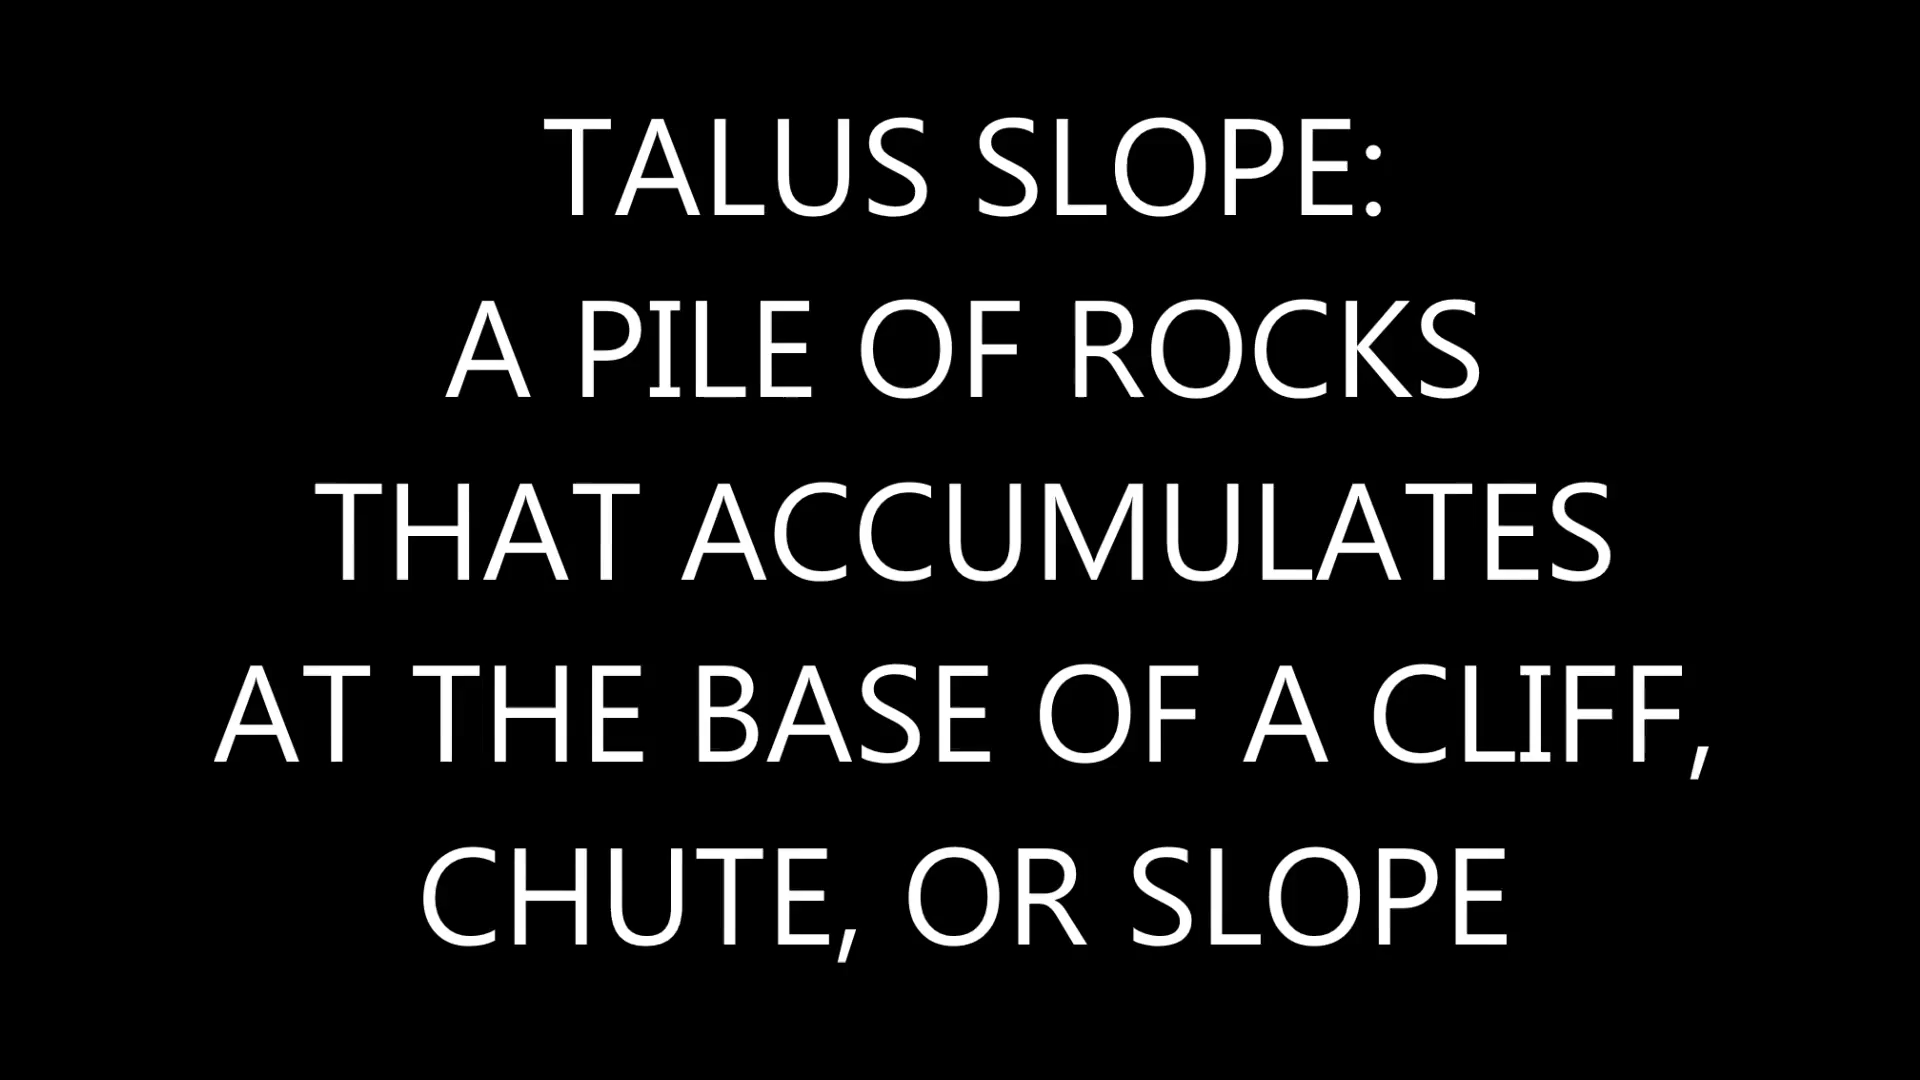 TALUS SLOPE:
A PILE OF ROCKS
THAT ACCUMULATES
AT THE BASE OF A CLIFF,
CHUTE, OR SLOPE